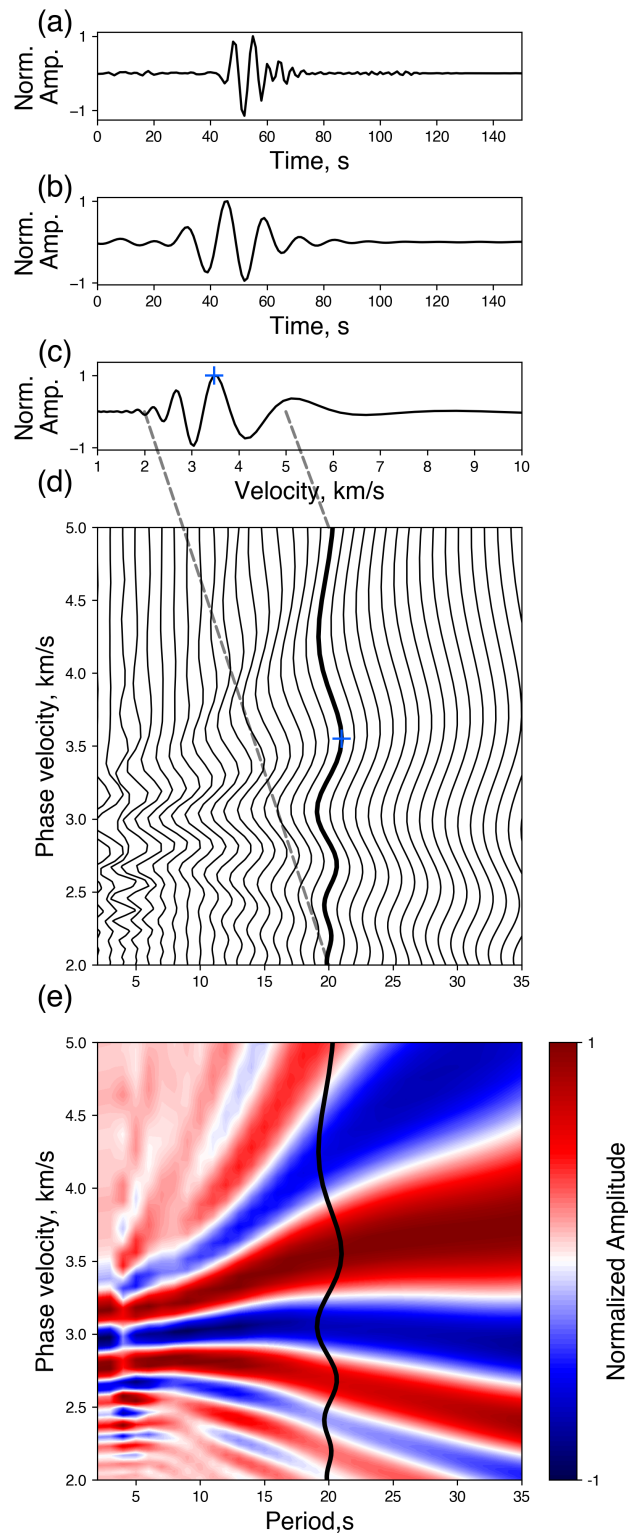 (a)
Norm. Amp.
1
−1
0 20 40 60 80 100 120 140
Time, s
(b)
Norm. Amp.
1
−1
0 20 40 60 80 100 120 140
Time, s
(c)
Norm. Amp.
1
−1
1 2 3 4 5 6 7 8 9 10
Velocity, km/s
(d)
Phase velocity, km/s
5.0
4.5
4.0
3.5
3.0
2.5
2.0
5 10 15 20 25 30 35
(e)
Phase velocity, km/s
5.0
4.5
4.0
3.5
3.0
2.5
2.0
5 10 15 20 25 30 35
Period,s
1
-1
Normalized Amplitude